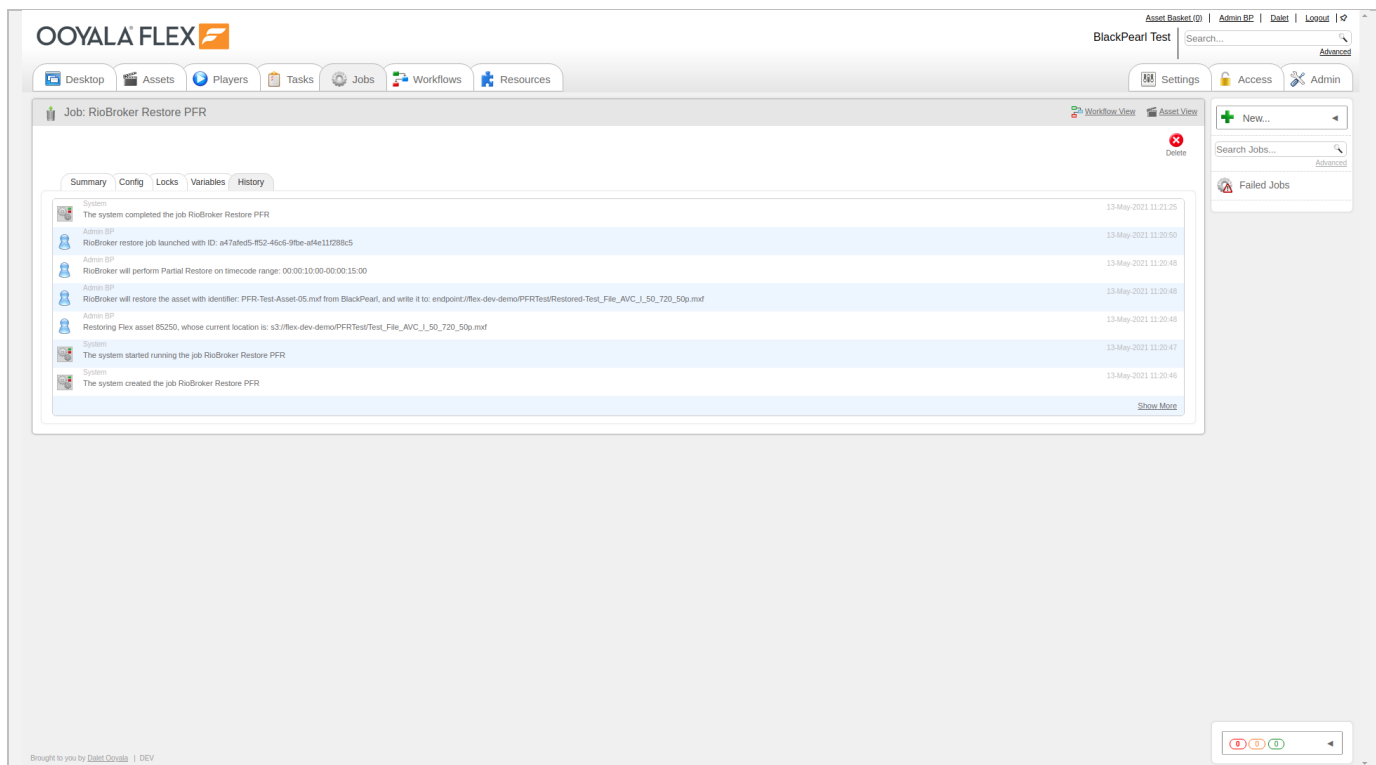 Asset Basket (0) | Admin BP | Dalet | Logout |
OOYALA FLEX
BlackPearl Test
Search...
Advanced
Desktop Assets Players Tasks Jobs Workflows Resources Settings Access Admin
Job: RioBroker Restore PFR
Workflow View Asset View
New...
Delete
Search Jobs...
Advanced
Failed Jobs
Summary Config Locks Variables History
System
The system completed the job RioBroker Restore PFR
13-May-2021 11:21:25
Admin BP
RioBroker restore job launched with ID: a47afed5-ff52-46c6-9fbe-af4e11f288c5
13-May-2021 11:20:50
Admin BP
RioBroker will perform Partial Restore on timecode range: 00:00:10:00-00:00:15:00
13-May-2021 11:20:48
Admin BP
RioBroker will restore the asset with identifier: PFR-Test-Asset-05.mxf from BlackPearl, and write it to: endpoint://flex-dev-demo/PFRTest/Restored-Test_File_AVC_I_50_720_50p.mxf
13-May-2021 11:20:48
Admin BP
Restoring Flex asset 85250, whose current location is: s3://flex-dev-demo/PFRTest/Test_File_AVC_I_50_720_50p.mxf
13-May-2021 11:20:48
System
The system started running the job RioBroker Restore PFR
13-May-2021 11:20:47
System
The system created the job RioBroker Restore PFR
13-May-2021 11:20:46
Show More
0 0 0
Brought to you by Dalet Ooyala | DEV